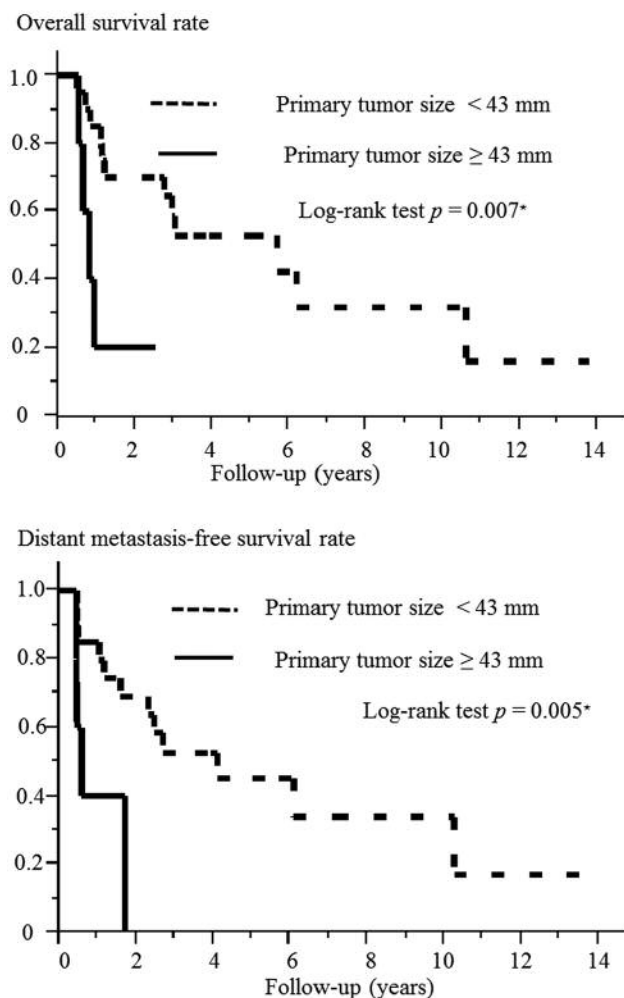 Overall survival rate
1.0
Primary tumor size < 43 mm
0.8
Primary tumor size ≥ 43 mm
0.6
Log-rank test p = 0.007*
0.4
0.2
0
0 2 4 6 8 10 12 14
Follow-up (years)
Distant metastasis-free survival rate
1.0
Primary tumor size < 43 mm
0.8
Primary tumor size ≥ 43 mm
0.6
Log-rank test p = 0.005*
0.4
0.2
0
0 2 4 6 8 10 12 14
Follow-up (years)